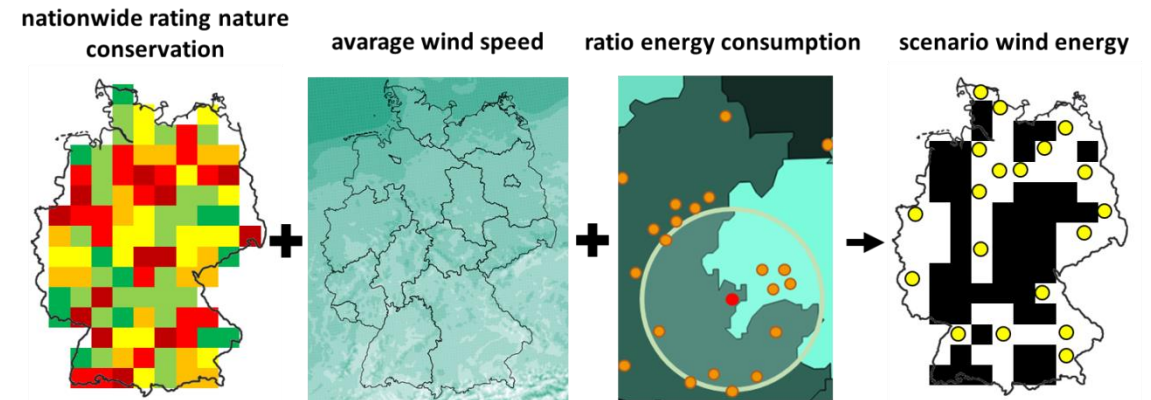 nationwide rating nature
conservation
avarage wind speed
ratio energy consumption
scenario wind energy